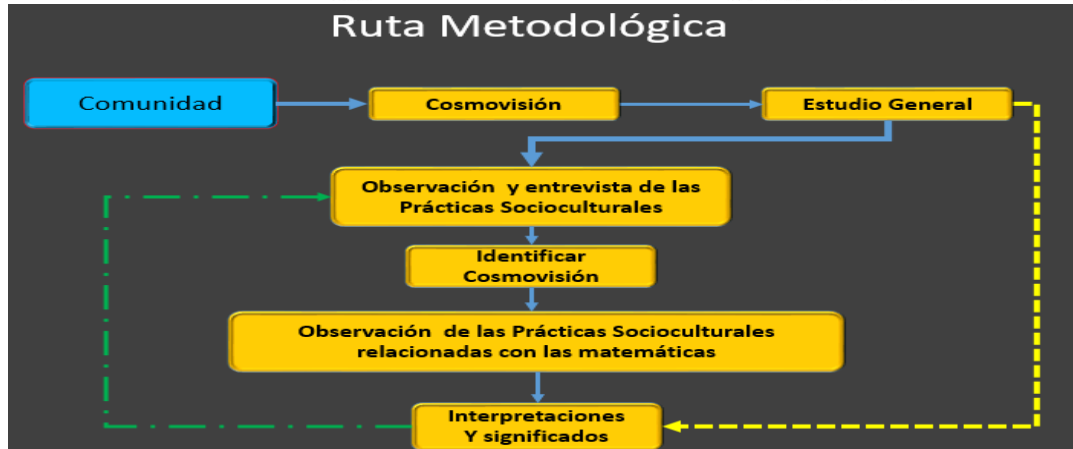 Ruta Metodológica
Comunidad
Cosmovisión
Estudio General
Observación y entrevista de las
Prácticas Socioculturales
Identificar
Cosmovisión
Observación de las Prácticas Socioculturales
relacionadas con las matemáticas
Interpretaciones
Y significados